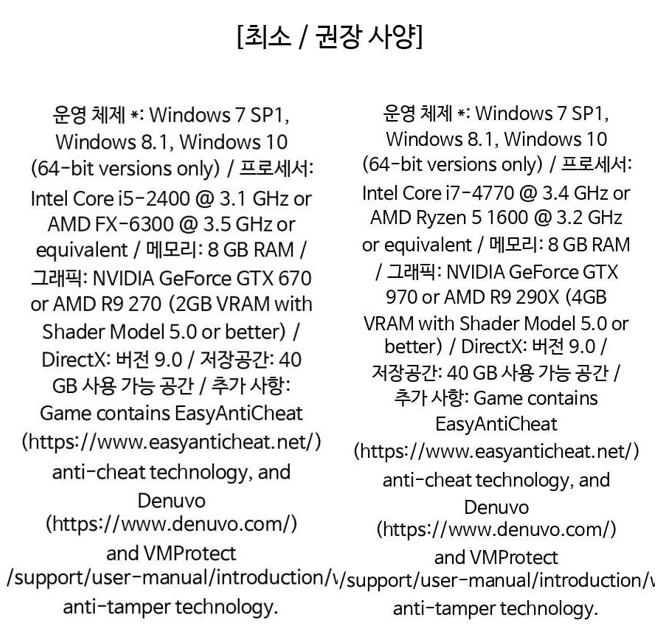 [최소 / 권장 사양]
운영 체제 *: Windows 7 SP1,
Windows 8.1, Windows 10
(64-bit versions only) / 프로세서:
Intel Core i5-2400 @ 3.1 GHz or
AMD FX-6300 @ 3.5 GHz or
equivalent / 메모리: 8 GB RAM /
그래픽: NVIDIA GeForce GTX 670
or AMD R9 270 (2GB VRAM with
Shader Model 5.0 or better) /
DirectX: 버전 9.0 / 저장공간: 40
GB 사용 가능 공간 / 추가 사항:
Game contains EasyAntiCheat
(https://www.easyanticheat.net/)
anti-cheat technology, and
Denuvo
(https://www.denuvo.com/)
and VMProtect
/support/user-manual/introduction/
anti-tamper technology.
운영 체제 *: Windows 7 SP1,
Windows 8.1, Windows 10
(64-bit versions only) / 프로세서:
Intel Core i7-4770 @ 3.4 GHz or
AMD Ryzen 5 1600 @ 3.2 GHz
or equivalent / 메모리: 8 GB RAM
/ 그래픽: NVIDIA GeForce GTX
970 or AMD R9 290X (4GB
VRAM with Shader Model 5.0 or
better) / DirectX: 버전 9.0 /
저장공간: 40 GB 사용 가능 공간 /
추가 사항: Game contains
EasyAntiCheat
(https://www.easyanticheat.net/)
anti-cheat technology, and
Denuvo
(https://www.denuvo.com/)
and VMProtect
/support/user-manual/introduction/
anti-tamper technology.